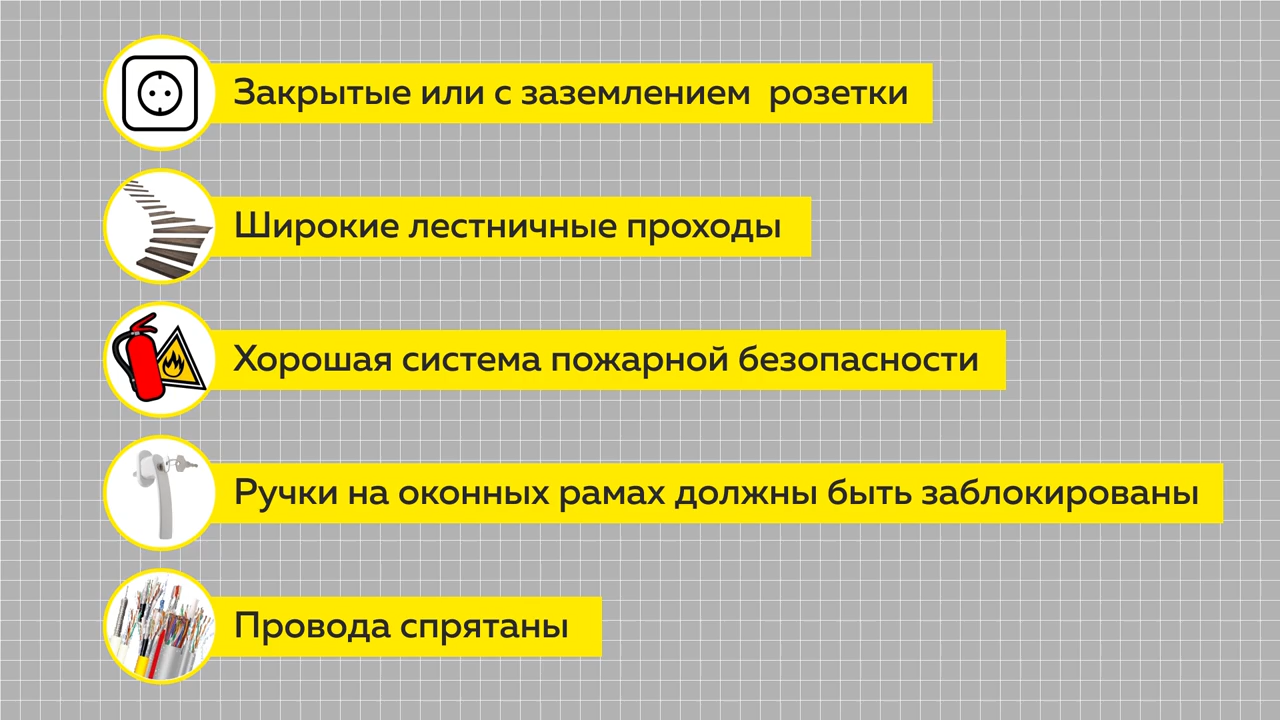 Закрытые или с заземлением розетки
Широкие лестничные проходы
Хорошая система пожарной безопасности
Ручки на оконных рамах должны быть заблокированы
Провода спрятаны